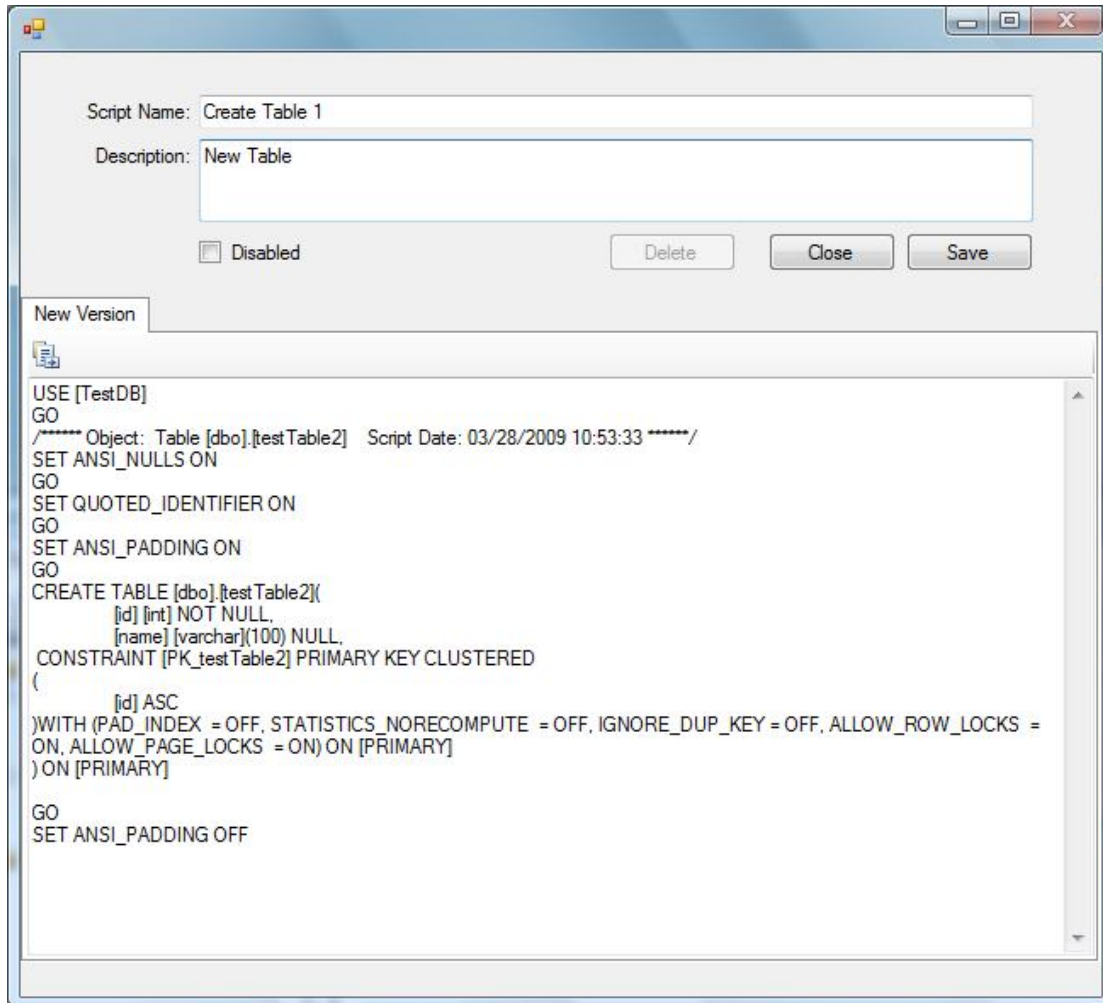 Script Name: Create Table 1
Description: New Table
Disabled Delete Close Save
New Version
USE [TestDB]
GO
/****** Object:  Table [dbo].[testTable2]    Script Date: 03/28/2009 10:53:33 ******/
SET ANSI_NULLS ON
GO
SET QUOTED_IDENTIFIER ON
GO
SET ANSI_PADDING ON
GO
CREATE TABLE [dbo].[testTable2](
	[id] [int] NOT NULL,
	[name] [varchar](100) NULL,
 CONSTRAINT [PK_testTable2] PRIMARY KEY CLUSTERED
(
	[id] ASC
)WITH (PAD_INDEX  = OFF, STATISTICS_NORECOMPUTE  = OFF, IGNORE_DUP_KEY = OFF, ALLOW_ROW_LOCKS  =
ON, ALLOW_PAGE_LOCKS  = ON) ON [PRIMARY]
) ON [PRIMARY]

GO
SET ANSI_PADDING OFF